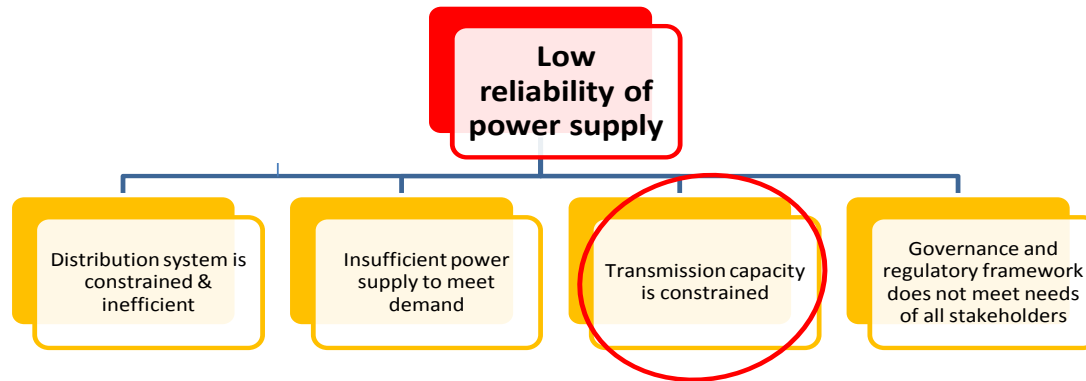 Low
reliability of
power supply
Distribution system is
constrained &
inefficient
Insufficient power
supply to meet
demand
Transmission capacity
is constrained
Governance and
regulatory framework
does not meet needs
of all stakeholders